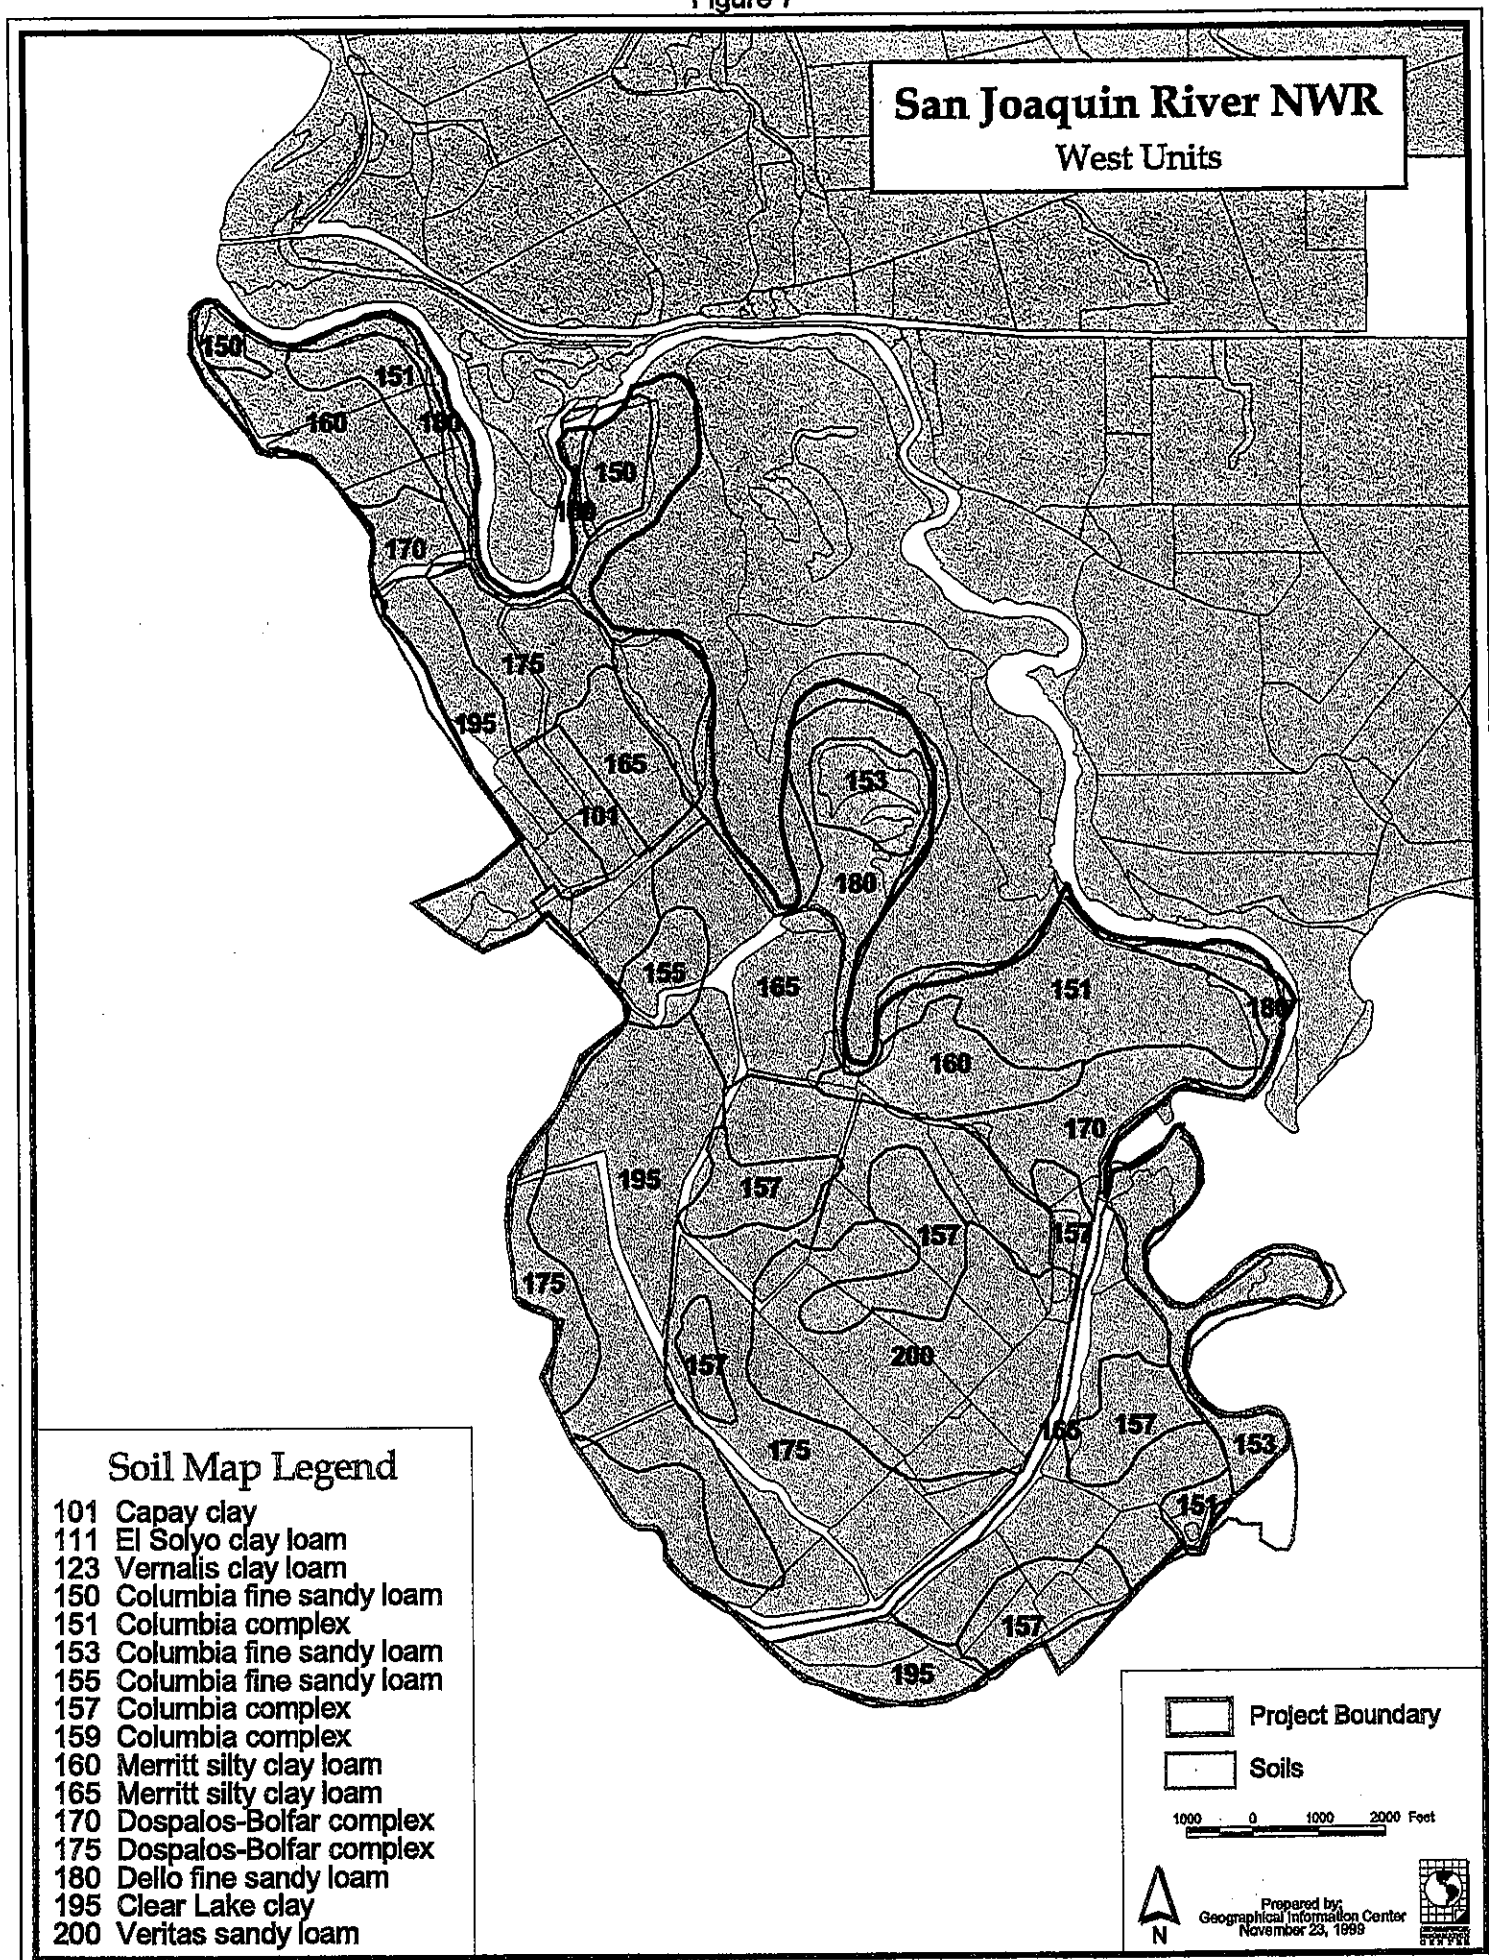 Figure 7
San Joaquin River NWR
West Units
150
151
160
180
150
180
170
175
195
165
153
101
180
155
165
151
180
160
170
195
157
157
157
175
200
157
165
157
153
175
151
157
195
Soil Map Legend
101 Capay clay
111 El Solyo clay loam
123 Vernalis clay loam
150 Columbia fine sandy loam
151 Columbia complex
153 Columbia fine sandy loam
155 Columbia fine sandy loam
157 Columbia complex
159 Columbia complex
160 Merritt silty clay loam
165 Merritt silty clay loam
170 Dospalos-Bolfar complex
175 Dospalos-Bolfar complex
180 Dello fine sandy loam
195 Clear Lake clay
200 Veritas sandy loam
Project Boundary
Soils
1000 0 1000 2000 Feet
N
Prepared by:
Geographical Information Center
November 23, 1999